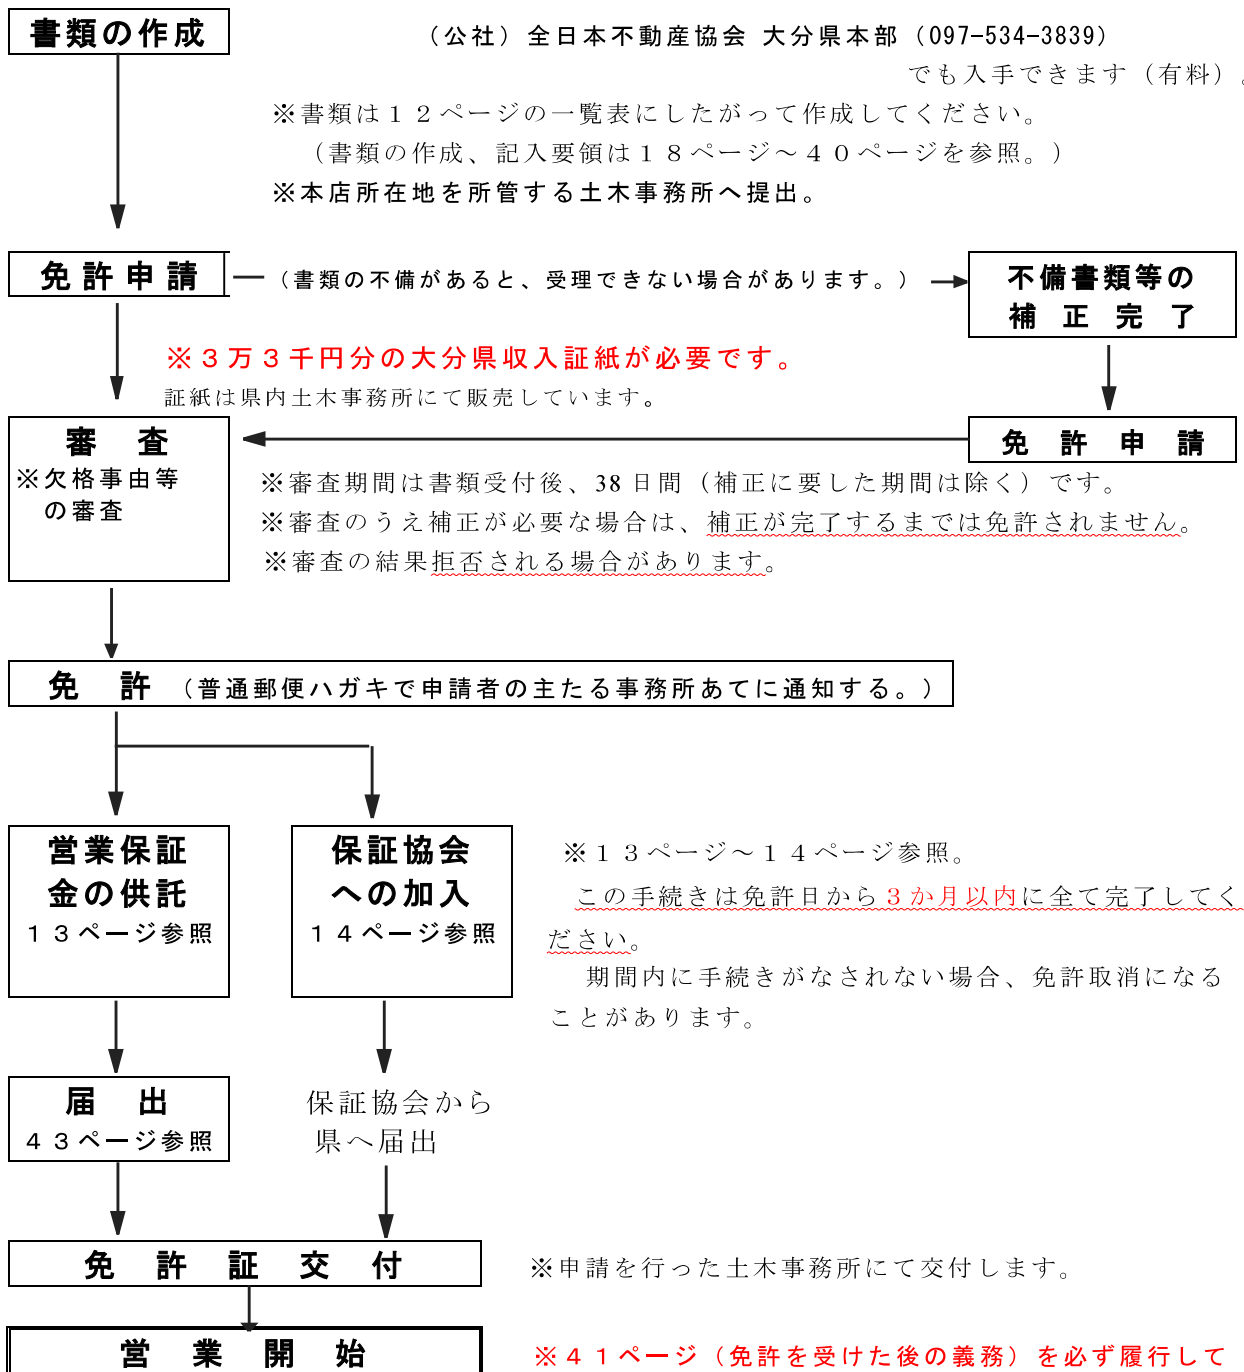 書類の作成
（公社）全日本不動産協会 大分県本部（097-534-3839）
でも入手できます（有料）。
※書類は１２ページの一覧表にしたがって作成してください。
（書類の作成、記入要領は１８ページ～４０ページを参照。）
※本店所在地を所管する土木事務所へ提出。
免許申請
（書類の不備があると、受理できない場合があります。）
不備書類等の
補正完了
※３万３千円分の大分県収入証紙が必要です。
証紙は県内土木事務所にて販売しています。
免許申請
審　査
※欠格事由等
の審査
※審査期間は書類受付後、38 日間（補正に要した期間は除く）です。
※審査のうえ補正が必要な場合は、補正が完了するまでは免許されません。
※審査の結果拒否される場合があります。
免　許（普通郵便ハガキで申請者の主たる事務所あてに通知する。）
営業保証
金の供託
１３ページ参照
保証協会
への加入
１４ページ参照
※１３ページ～１４ページ参照。
この手続きは免許日から３か月以内に全て完了してく
ださい。
期間内に手続きがなされない場合、免許取消になる
ことがあります。
届　出
４３ページ参照
保証協会から
県へ届出
免　許　証　交　付
※申請を行った土木事務所にて交付します。
営　業　開　始
※４１ページ（免許を受けた後の義務）を必ず履行して